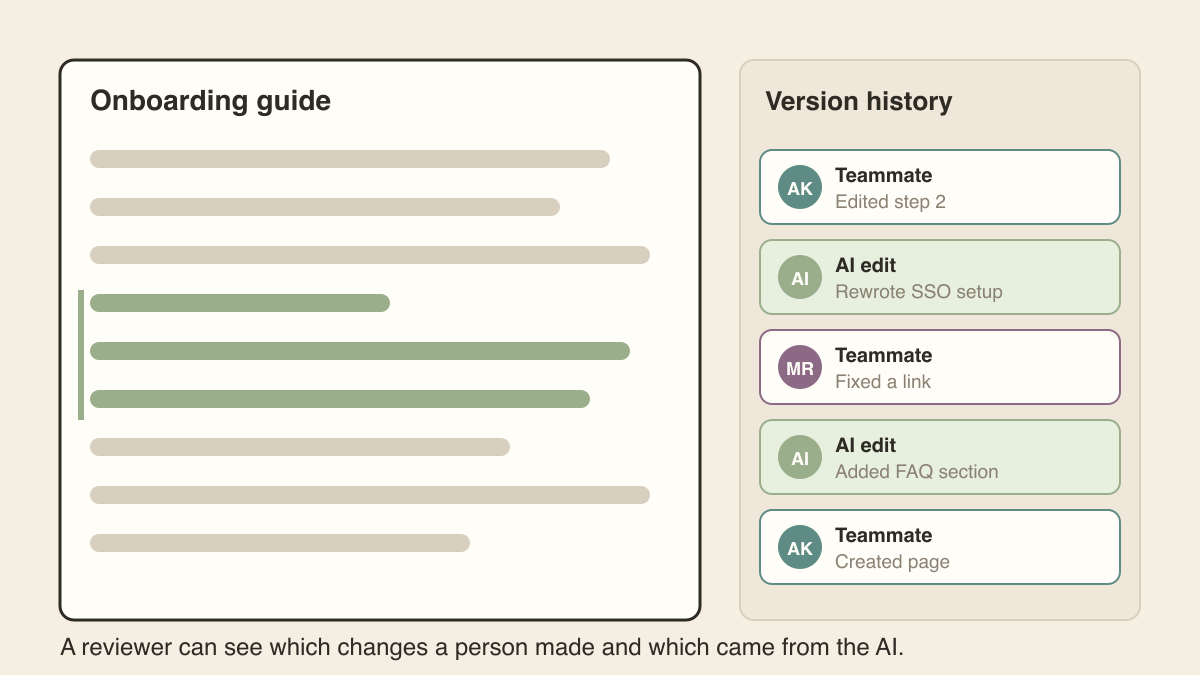 Onboarding guide
Version history
AK
Teammate
Edited step 2
AI
AI edit
Rewrote SSO setup
MR
Teammate
Fixed a link
AI
AI edit
Added FAQ section
AK
Teammate
Created page
A reviewer can see which changes a person made and which came from the AI.